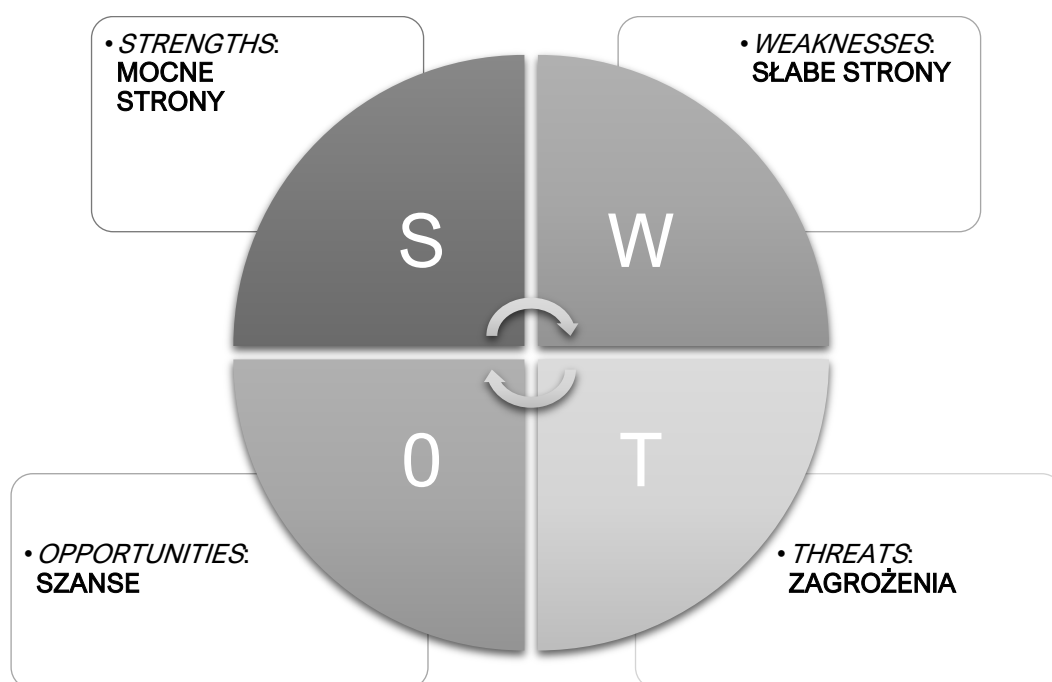 • STRENGTHS:
MOCNE
STRONY
• WEAKNESSES:
SŁABE STRONY
S
W
0
T
• OPPORTUNITIES:
SZANSE
• THREATS:
ZAGROŻENIA